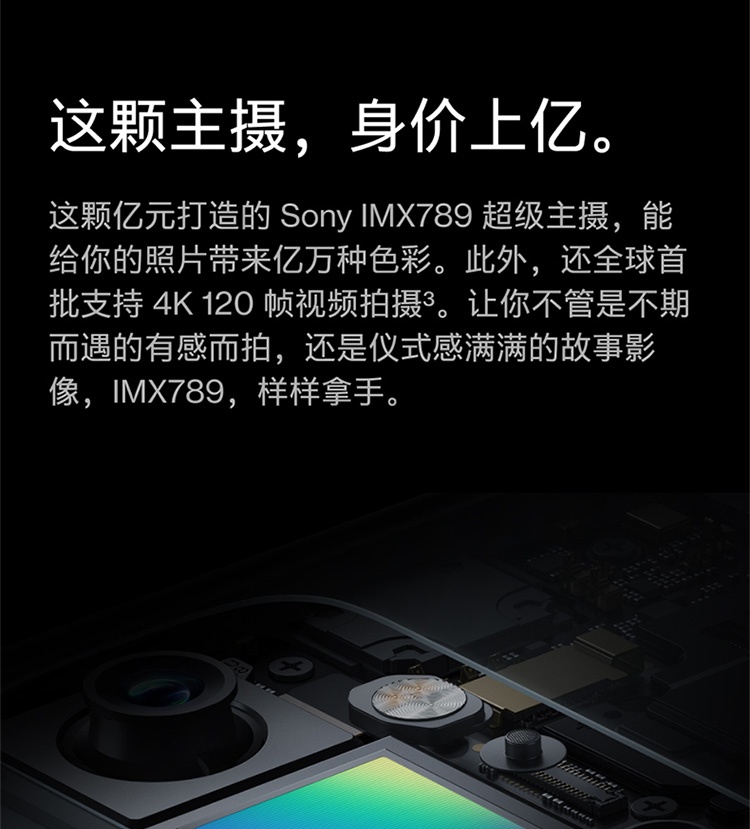 这颗主摄，身价上亿。
这颗亿元打造的 Sony IMX789 超级主摄，能
给你的照片带来亿万种色彩。此外，还全球首
批支持 4K 120 帧视频拍摄³。让你不管是不期
而遇的有感而拍，还是仪式感满满的故事影
像，IMX789，样样拿手。